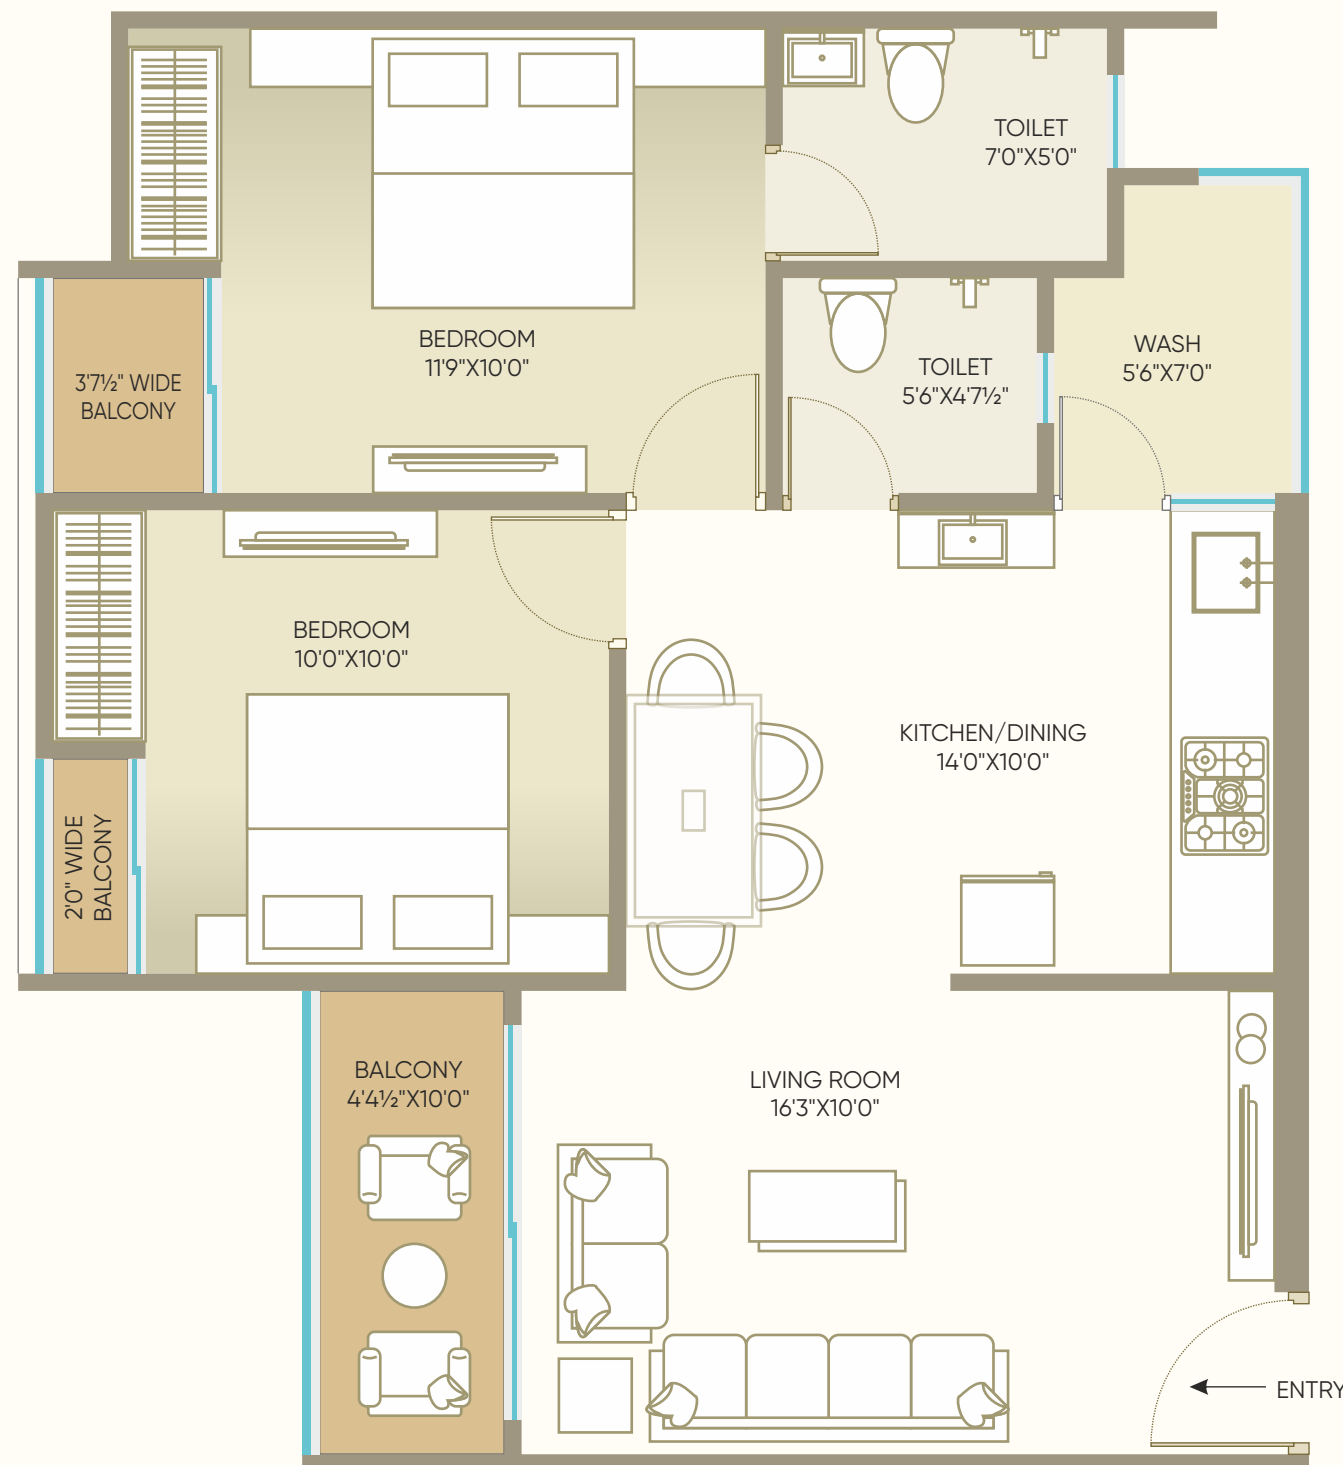 TOILET
7'0"X5'0"
BEDROOM
11'9"X10'0"
TOILET
5'6"X4'7½"
WASH
5'6"X7'0"
3'7½" WIDE
BALCONY
BEDROOM
10'0"X10'0"
KITCHEN/DINING
14'0"X10'0"
2'0" WIDE
BALCONY
BALCONY
4'4½"X10'0"
LIVING ROOM
16'3"X10'0"
ENTRY